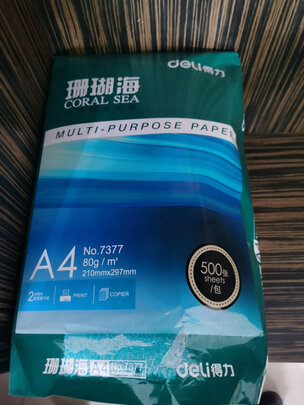 deli得力
珊瑚海
CORAL SEA
MULTI-PURPOSE PAPER
A4
No.7377
80g/m²
210mmx297mm
500张
sheets
/包
2
PRINT
COPIER
珊瑚海 A4 No.7377
deli得力